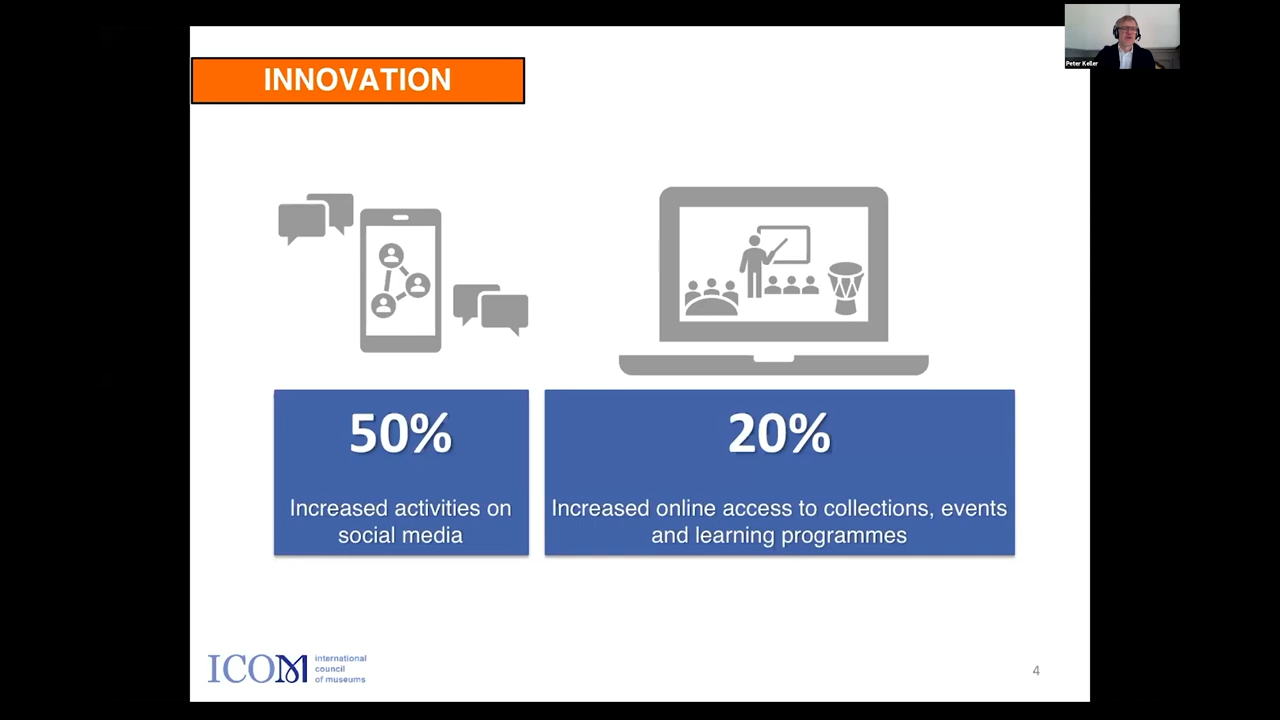 INNOVATION
Peter Keller
50%
Increased activities on
social media
20%
Increased online access to collections, events
and learning programmes
ICOM
international
council
of museums
4